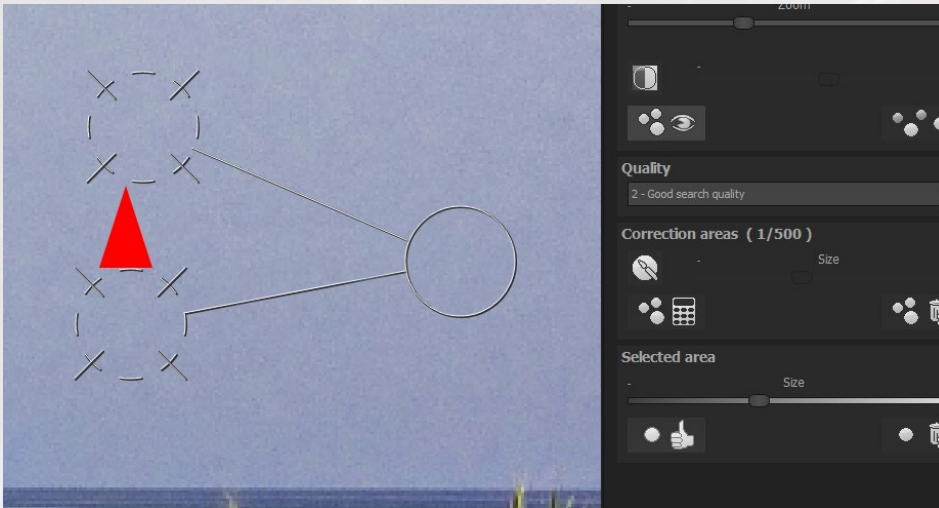 Zoom
Quality
2 - Good search quality
Correction areas ( 1/500 )
Size
Selected area
Size